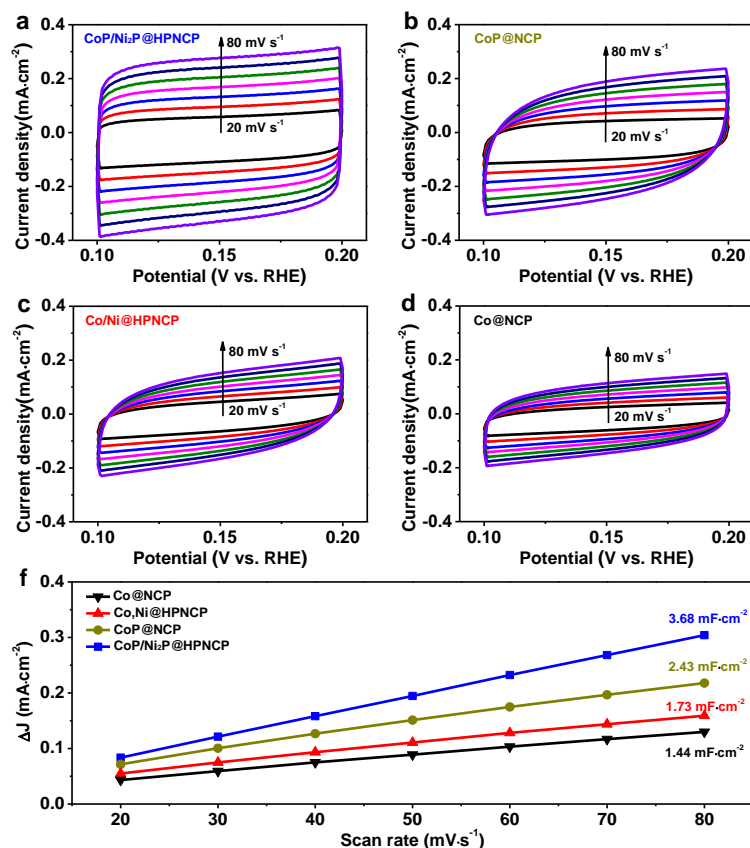 a
CoP/Ni₂P@HPNCP
80 mV s⁻¹
20 mV s⁻¹
0.4
0.2
0.0
-0.2
-0.4
0.10
0.15
0.20
Current density(mA·cm⁻²)
Potential (V vs. RHE)
b
CoP@NCP
80 mV s⁻¹
20 mV s⁻¹
0.4
0.2
0.0
-0.2
-0.4
0.10
0.15
0.20
Current density(mA·cm⁻²)
Potential (V vs. RHE)
c
Co/Ni@HPNCP
80 mV s⁻¹
20 mV s⁻¹
0.4
0.2
0.0
-0.2
-0.4
0.10
0.15
0.20
Current density(mA·cm⁻²)
Potential (V vs. RHE)
d
Co@NCP
80 mV s⁻¹
20 mV s⁻¹
0.4
0.2
0.0
-0.2
-0.4
0.10
0.15
0.20
Current density(mA·cm⁻²)
Potential (V vs. RHE)
f
Co@NCP
Co,Ni@HPNCP
CoP@NCP
CoP/Ni₂P@HPNCP
3.68 mF·cm⁻²
2.43 mF·cm⁻²
1.73 mF·cm⁻²
1.44 mF·cm⁻²
0.4
0.3
0.2
0.1
0.0
20
30
40
50
60
70
80
ΔJ (mA·cm⁻²)
Scan rate (mV·s⁻¹)